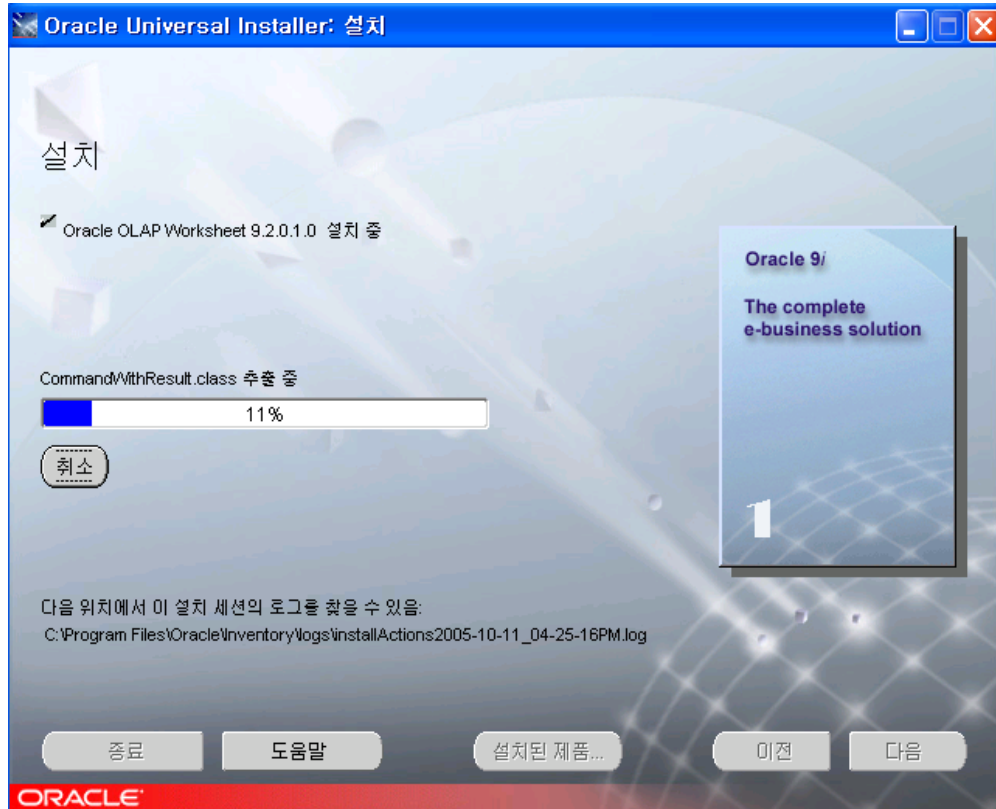 Oracle Universal Installer: 설치
설치
Oracle OLAP Worksheet 9.2.0.1.0 설치 중
Oracle 9i
The complete
e-business solution
CommandWithResult.class 추출 중
11%
취소
1
다음 위치에서 이 설치 세션의 로그를 찾을 수 있음:
C:\Program Files\Oracle\Inventory\logs\installActions2005-10-11_04-25-16PM.log
종료 도움말 설치된 제품... 이전 다음
ORACLE